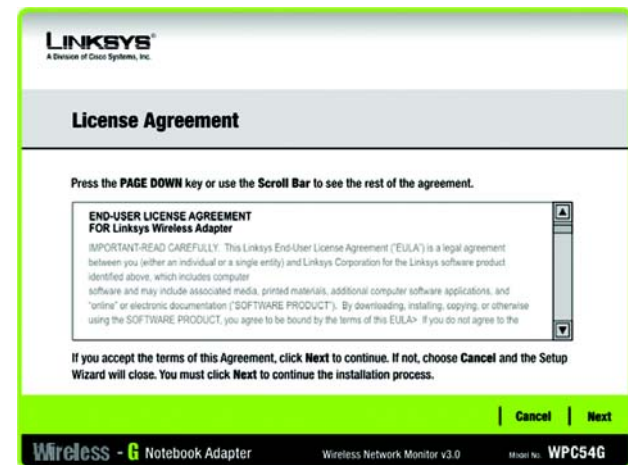 LINKSYS®
A Division of Cisco Systems, Inc.
License Agreement
Press the PAGE DOWN key or use the Scroll Bar to see the rest of the agreement.
END-USER LICENSE AGREEMENT
FOR Linksys Wireless Adapter
IMPORTANT-READ CAREFULLY: This Linksys End-User License Agreement ("EULA") is a legal agreement
between you (either an individual or a single entity) and Linksys Corporation for the Linksys software product
identified above, which includes computer
software and may include associated media, printed materials, additional computer software applications, and
"online" or electronic documentation ("SOFTWARE PRODUCT"). By downloading, installing, copying, or otherwise
using the SOFTWARE PRODUCT, you agree to be bound by the terms of this EULA> If you do not agree to the
If you accept the terms of this Agreement, click Next to continue. If not, choose Cancel and the Setup
Wizard will close. You must click Next to continue the installation process.
Cancel Next
Wireless - G Notebook Adapter Wireless Network Monitor v3.0 Model No. WPC54G